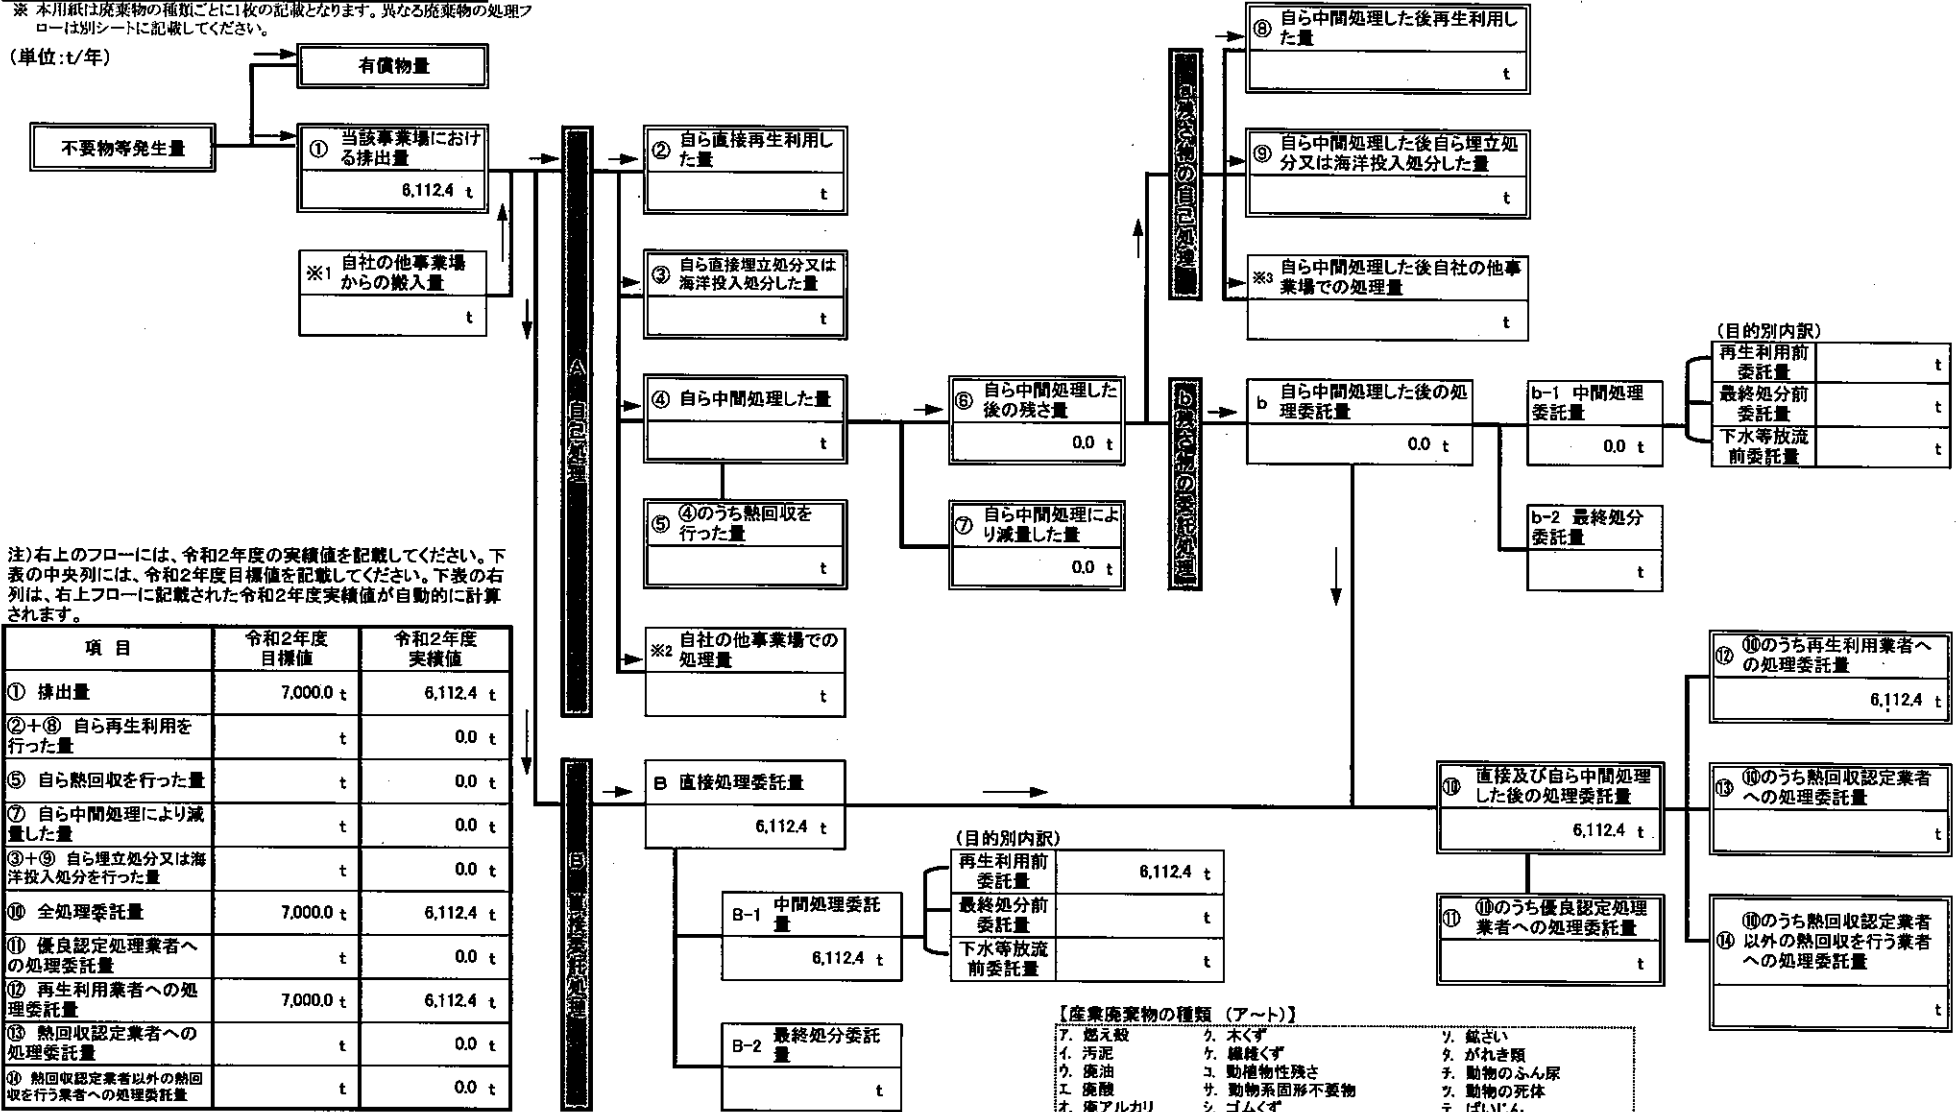 ※ 本用紙は廃棄物の種類ごとに1枚の記載となります。異なる廃棄物の処理フ
ローは別シートに記載してください。
(単位:t/年)
有償物量
不要物等発生量
① 当該事業場におけ
る排出量
6,112.4 t
※1 自社の他事業場
からの搬入量
t
A 自己処理
② 自ら直接再生利用し
た量
t
③ 自ら直接埋立処分又は
海洋投入処分した量
t
④ 自ら中間処理した量
t
⑤ ④のうち熱回収を
行った量
t
※2 自社の他事業場での
処理量
t
⑥ 自ら中間処理した
後の残さ量
0.0 t
⑦ 自ら中間処理によ
り減量した量
0.0 t
a残さ物の自己処理
⑧ 自ら中間処理した後再生利用し
た量
t
⑨ 自ら中間処理した後自ら埋立処
分又は海洋投入処分した量
t
※3 自ら中間処理した後自社の他事
業場での処理量
t
b残さ物の委託処理
b 自ら中間処理した後の処
理委託量
0.0 t
b-1 中間処理
委託量
0.0 t
b-2 最終処分
委託量
t
(目的別内訳)
再生利用前
委託量 t
最終処分前
委託量 t
下水等放流
前委託量 t
注)右上のフローには、令和2年度の実績値を記載してください。下
表の中央列には、令和2年度目標値を記載してください。下表の右
列は、右上フローに記載された令和2年度実績値が自動的に計算
されます。
項 目 令和2年度 目標値 令和2年度 実績値
① 排出量 7,000.0 t 6,112.4 t
②+⑧ 自ら再生利用を
行った量 t 0.0 t
⑤ 自ら熱回収を行った量 t 0.0 t
⑦ 自ら中間処理により減
量した量 t 0.0 t
③+⑨ 自ら埋立処分又は海
洋投入処分を行った量 t 0.0 t
⑩ 全処理委託量 7,000.0 t 6,112.4 t
⑪ 優良認定処理業者へ
の処理委託量 t 0.0 t
⑫ 再生利用業者への処
理委託量 7,000.0 t 6,112.4 t
⑬ 熱回収認定業者への
処理委託量 t 0.0 t
⑭ 熱回収認定業者以外の熱回
収を行う業者への処理委託量 t 0.0 t
B 直接委託処理
B 直接処理委託量
6,112.4 t
B-1 中間処理委託
量
6,112.4 t
B-2 最終処分委託
量
t
(目的別内訳)
再生利用前
委託量 6,112.4 t
最終処分前
委託量 t
下水等放流
前委託量 t
⑩ 直接及び自ら中間処理
した後の処理委託量
6,112.4 t
⑪ ⑩のうち優良認定処理
業者への処理委託量
t
⑫ ⑩のうち再生利用業者へ
の処理委託量
6,112.4 t
⑬ ⑩のうち熱回収認定業者
への処理委託量
t
⑭ ⑩のうち熱回収認定業者
以外の熱回収を行う業者
への処理委託量
t
【産業廃棄物の種類 (ア~ト)】
ア. 燃え殻 ク. 木くず ソ. 鉱さい
イ. 汚泥 ケ. 繊維くず タ. がれき類
ウ. 廃油 コ. 動植物性残さ チ. 動物のふん尿
エ. 廃酸 サ. 動物系固形不要物 ツ. 動物の死体
オ. 廃アルカリ シ. ゴムくず テ. ばいじん